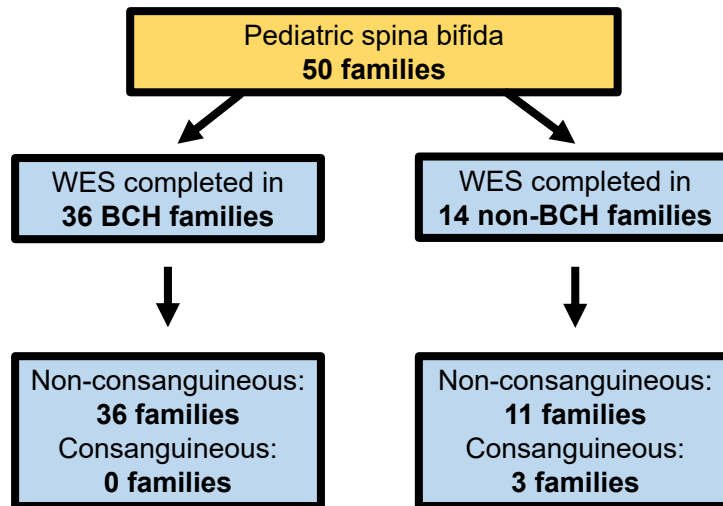 Pediatric spina bifida
50 families
WES completed in
36 BCH families
WES completed in
14 non-BCH families
Non-consanguineous:
36 families
Consanguineous:
0 families
Non-consanguineous:
11 families
Consanguineous:
3 families